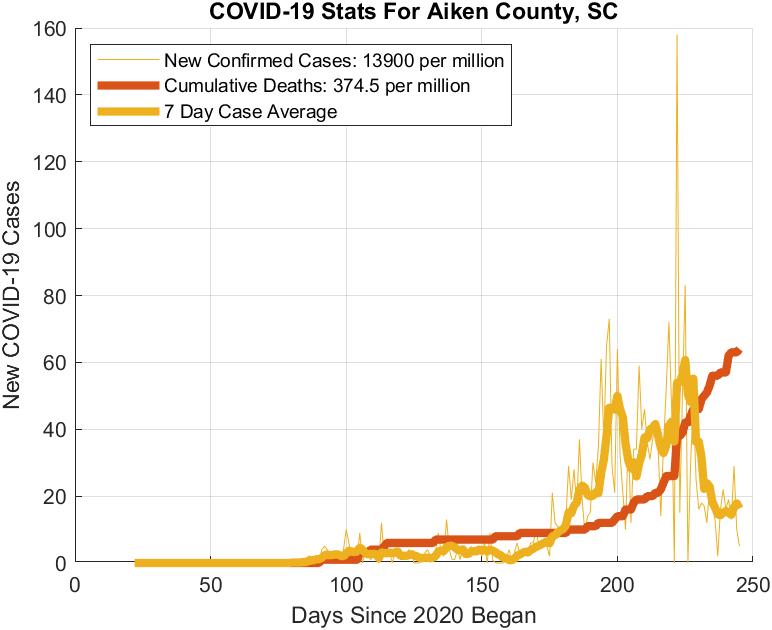 COVID-19 Stats For Aiken County, SC
160
140
120
100
80
60
40
20
0
New COVID-19 Cases
New Confirmed Cases: 13900 per million
Cumulative Deaths: 374.5 per million
7 Day Case Average
0 50 100 150 200 250
Days Since 2020 Began